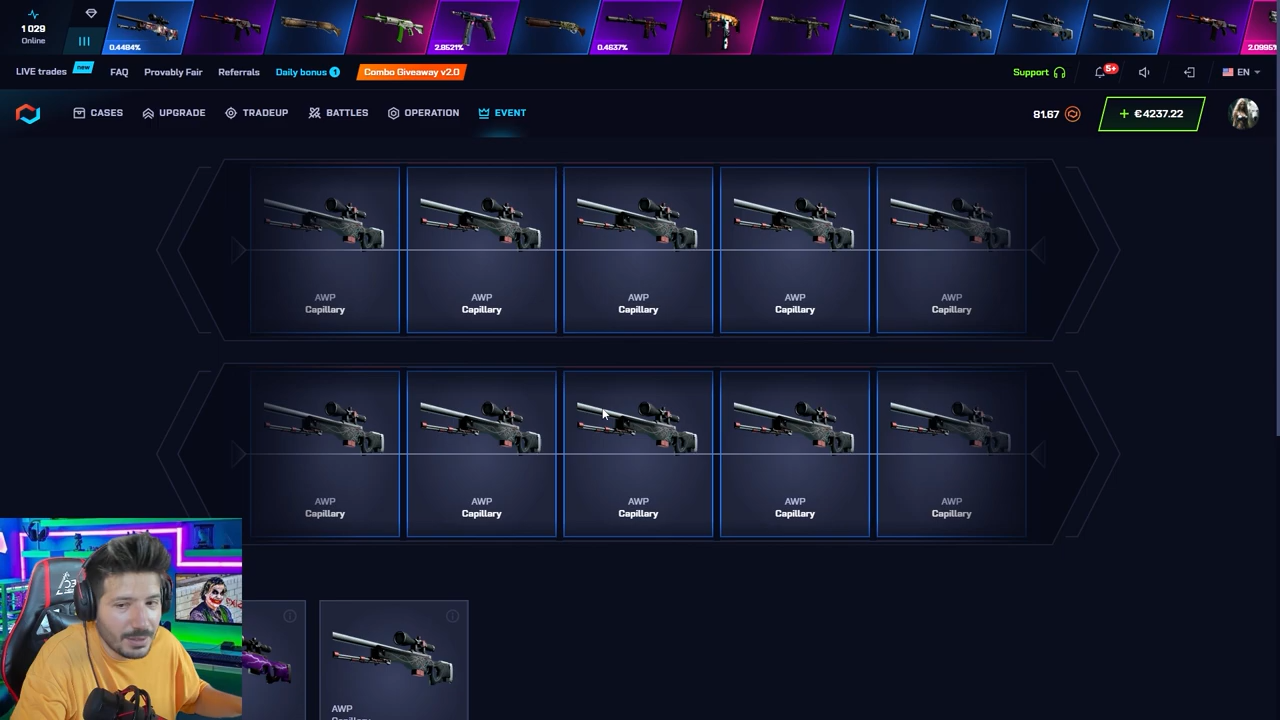 1 029
Online
0.4484%
2.8521%
0.4637%
2.0995%
LIVE trades
new
FAQ
Provably Fair
Referrals
Daily bonus 1
Combo Giveaway v2.0
Support
5+
EN
CASES
UPGRADE
TRADEUP
BATTLES
OPERATION
EVENT
81.67
+ €4237.22
AWP
Capillary
AWP
Capillary
AWP
Capillary
AWP
Capillary
AWP
Capillary
AWP
Capillary
AWP
Capillary
AWP
Capillary
AWP
Capillary
AWP
Capillary
AWP
Capillary